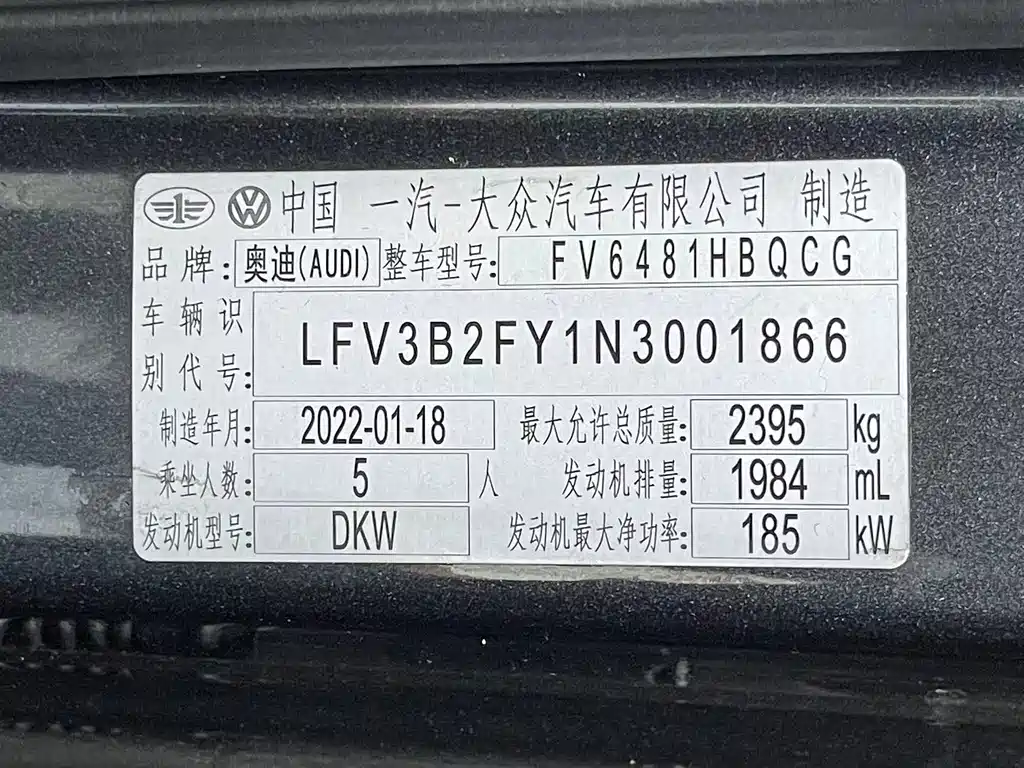 中国 一汽-大众汽车有限公司 制造
品牌: 奥迪(AUDI) 整车型号: FV6481HBQCG
车辆识
别代号: LFV3B2FY1N3001866
制造年月: 2022-01-18 最大允许总质量: 2395 kg
乘坐人数: 5 人 发动机排量: 1984 mL
发动机型号: DKW 发动机最大净功率: 185 kW